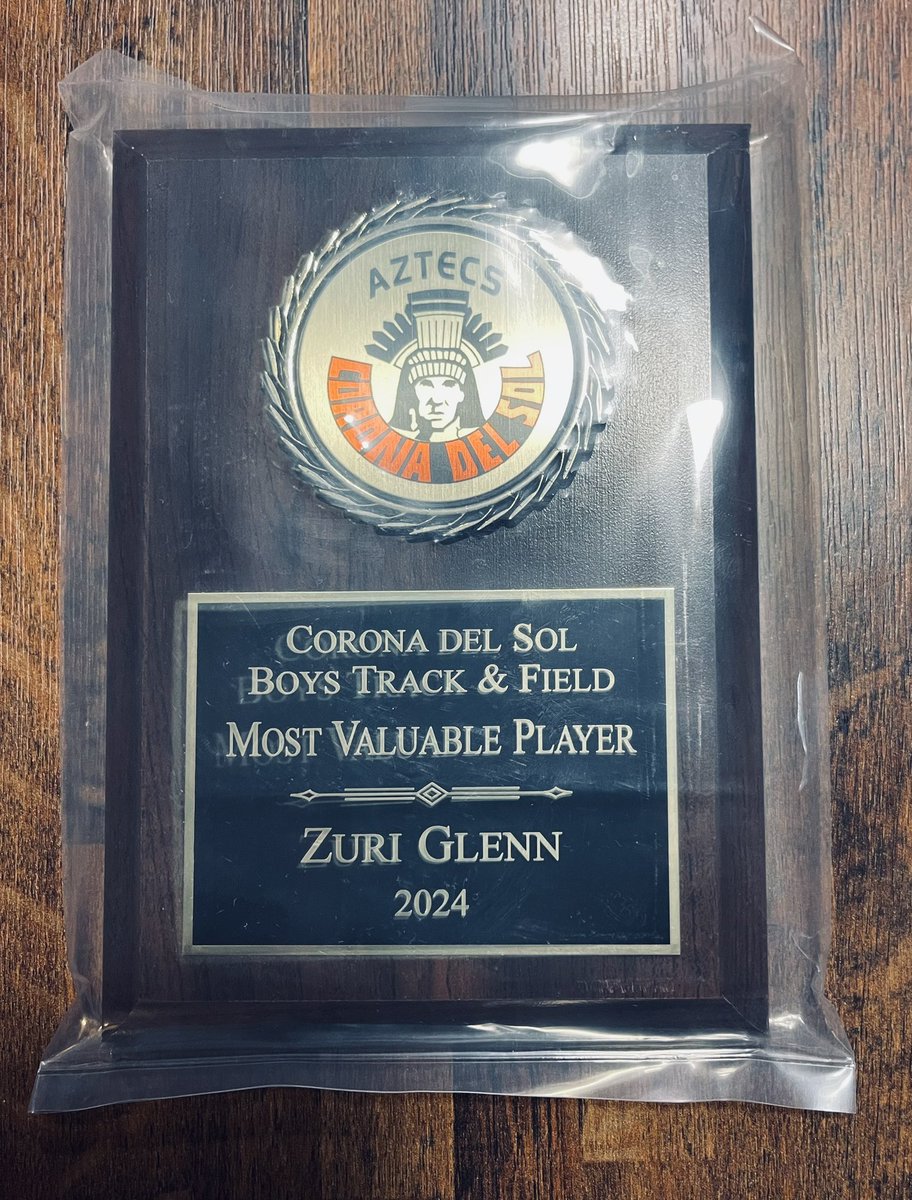 AZTECS
CORONA DEL SOL
CORONA DEL SOL
BOYS TRACK & FIELD
MOST VALUABLE PLAYER
ZURI GLENN
2024